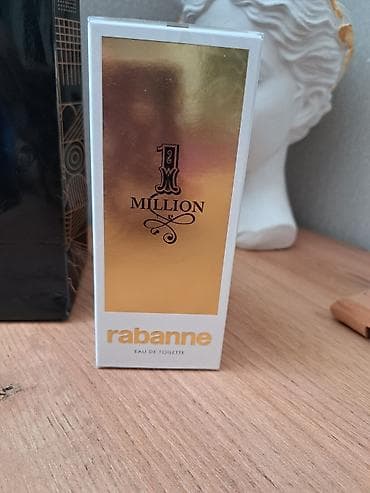 1
MILLION
rabanne
EAU DE TOILETTE